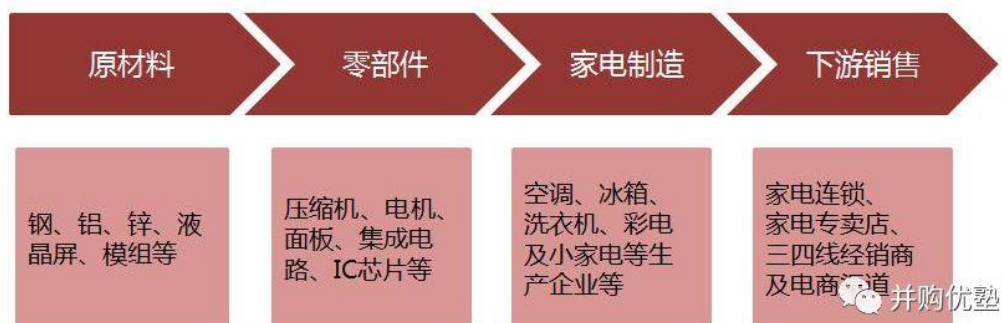 原材料
零部件
家电制造
下游销售
钢、铝、锌、液
晶屏、模组等
压缩机、电机、
面板、集成电
路、IC芯片等
空调、冰箱、
洗衣机、彩电
及小家电等生
产企业等
家电连锁、
家电专卖店、
三四线经销商
及电商渠道
并购优塾